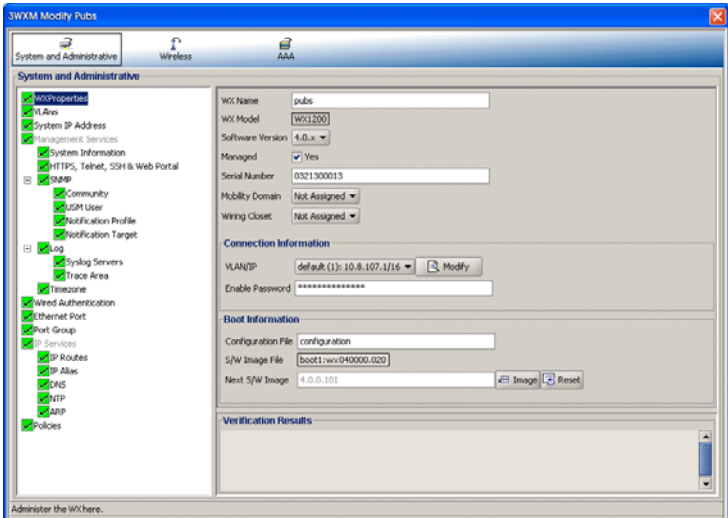 3WXM Modify Pubs
System and Administrative
Wireless
AAA
System and Administrative
WXProperties
VLANs
System IP Address
Management Services
System Information
HTTPS, Telnet, SSH & Web Portal
SNMP
Community
USM User
Notification Profile
Notification Target
Log
Syslog Servers
Trace Area
Timezone
Wired Authentication
Ethernet Port
Port Group
IP Services
IP Routes
IP Alias
DNS
NTP
ARP
Policies
WX Name pubs
WX Model WX1200
Software Version 4.0.x
Managed Yes
Serial Number 0321300013
Mobility Domain Not Assigned
Wiring Closet Not Assigned
Connection Information
VLAN/IP default (1): 10.8.107.1/16 Modify
Enable Password **************
Boot Information
Configuration File configuration
S/W Image File boot1:wx040000.020
Next S/W Image 4.0.0.101 Image Reset
Verification Results
Administer the WX here.